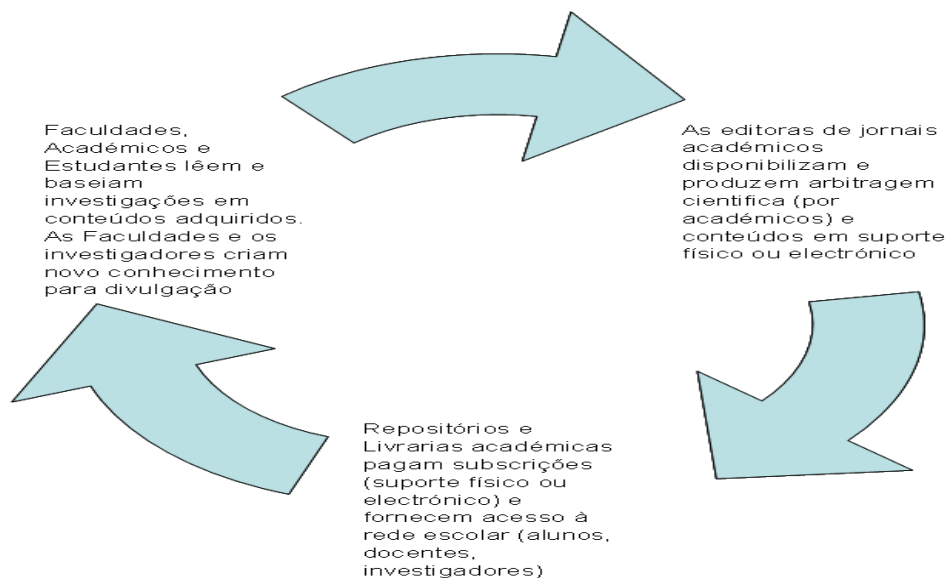 Faculdades,
Académicos e
Estudantes lêem e
baseiam
investigações em
conteúdos adquiridos.
As Faculdades e os
investigadores criam
novo conhecimento
para divulgação
As editoras de jornais
académicos
disponibilizam e
produzem arbitragem
cientifica (por
académicos) e
conteúdos em suporte
físico ou electrónico
Repositórios e
Livrarias académicas
pagam subscrições
(suporte físico ou
electrónico) e
fornecem acesso à
rede escolar (alunos,
docentes,
investigadores)